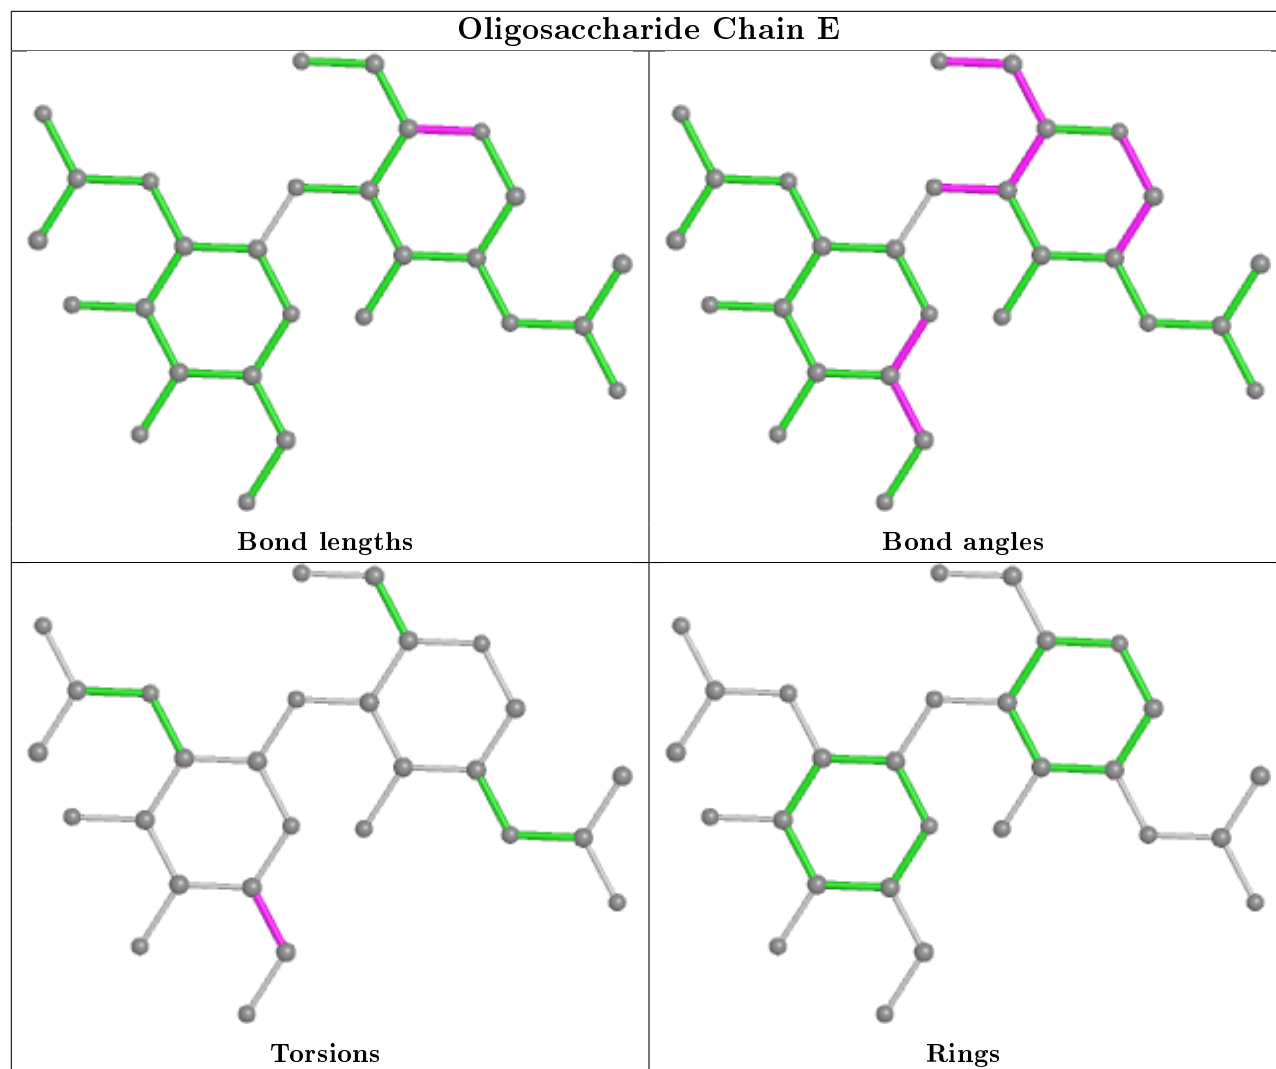 Oligosaccharide Chain E
Bond lengths
Bond angles
Torsions
Rings